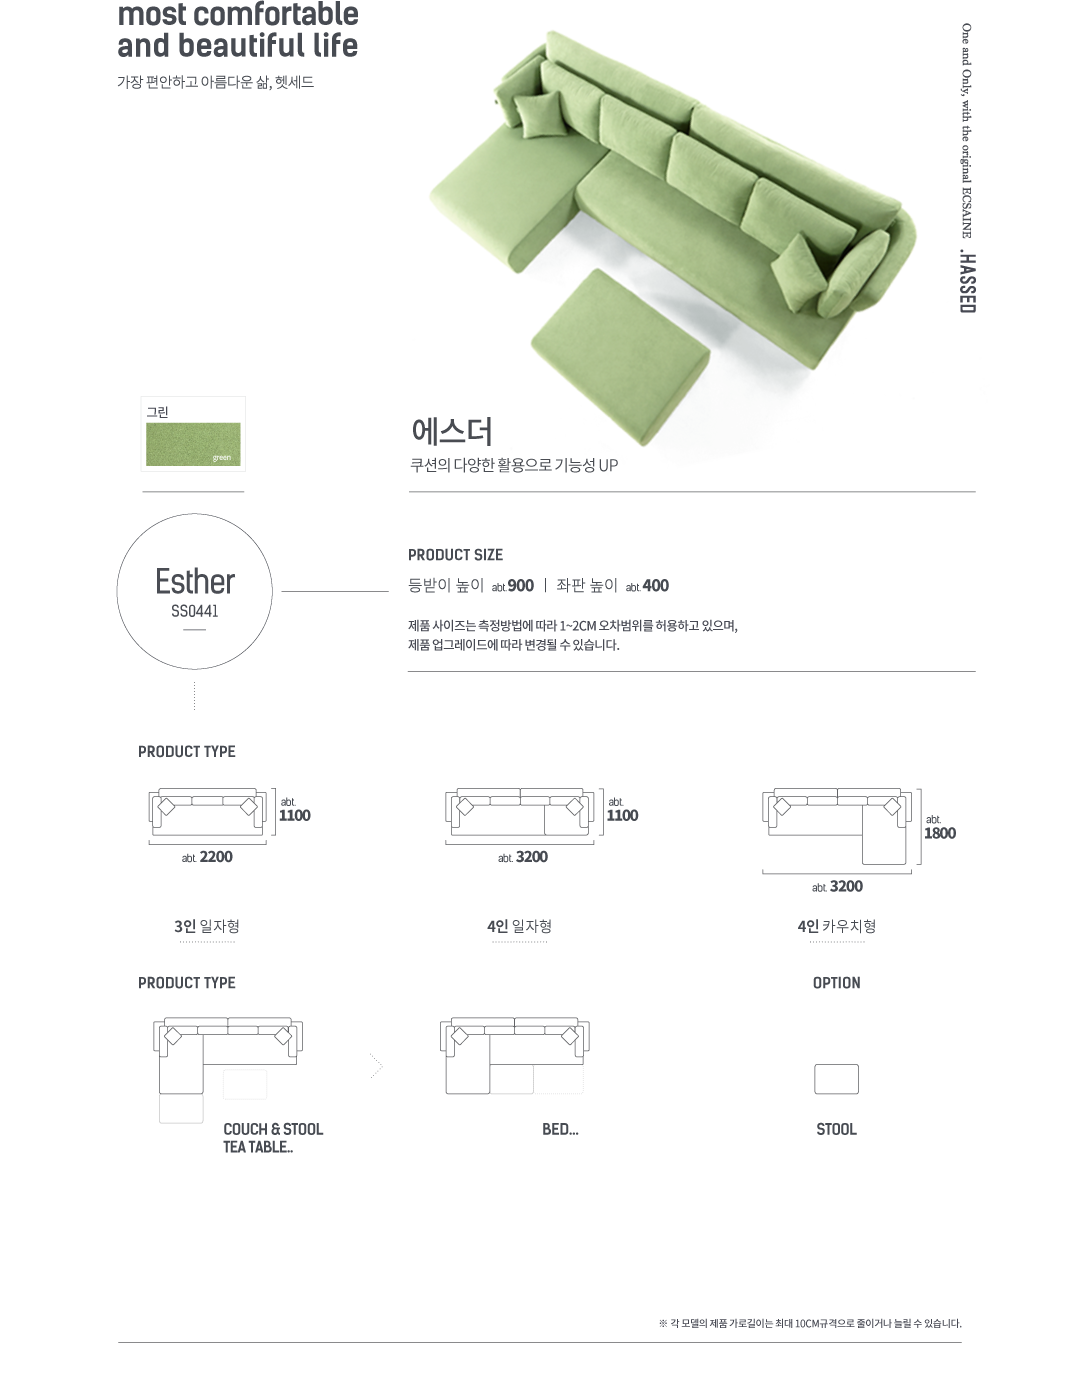 most comfortable
and beautiful life
가장 편안하고 아름다운 삶, 헷세드
One and Only, with the original ECSAINE .HASSED
그린
green
에스더
쿠션의 다양한 활용으로 기능성 UP
Esther
SS0441
PRODUCT SIZE
등받이 높이 abt.900 | 좌판 높이 abt.400
제품 사이즈는 측정방법에 따라 1~2CM 오차범위를 허용하고 있으며,
제품 업그레이드에 따라 변경될 수 있습니다.
PRODUCT TYPE
abt.
1100
abt. 2200
3인 일자형
abt.
1100
abt. 3200
4인 일자형
abt.
1800
abt. 3200
4인 카우치형
PRODUCT TYPE
OPTION
COUCH & STOOL
TEA TABLE..
BED...
STOOL
※ 각 모델의 제품 가로길이는 최대 10CM규격으로 줄이거나 늘릴 수 있습니다.